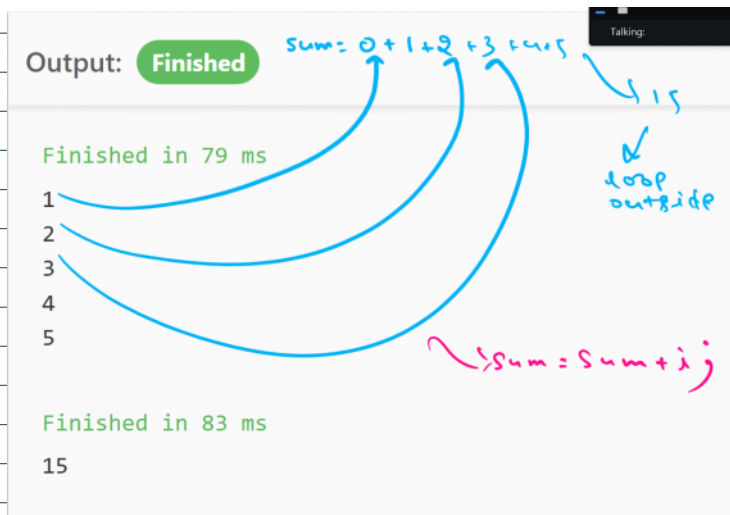 Talking:
sum= 0+1+2+3+4+5
Output: Finished
15
Finished in 79 ms
loop
outside
1
2
3
4
5
sum=sum+i;
Finished in 83 ms
15